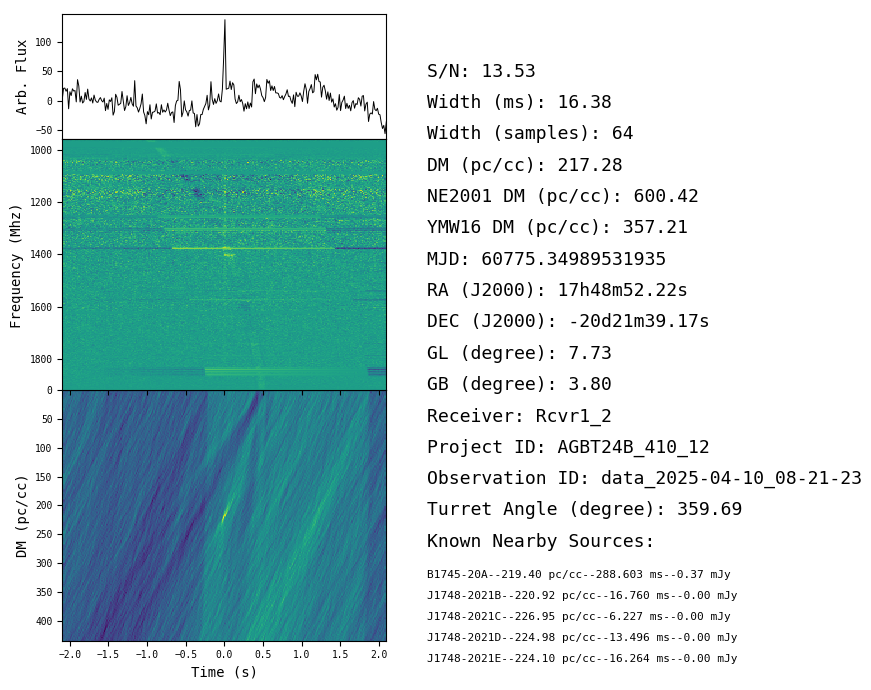 100
50
0
−50
Arb. Flux
1000
1200
1400
1600
1800
Frequency (Mhz)
0
50
100
150
200
250
300
350
400
DM (pc/cc)
−2.0 −1.5 −1.0 −0.5 0.0 0.5 1.0 1.5 2.0
Time (s)
S/N: 13.53
Width (ms): 16.38
Width (samples): 64
DM (pc/cc): 217.28
NE2001 DM (pc/cc): 600.42
YMW16 DM (pc/cc): 357.21
MJD: 60775.34989531935
RA (J2000): 17h48m52.22s
DEC (J2000): -20d21m39.17s
GL (degree): 7.73
GB (degree): 3.80
Receiver: Rcvr1_2
Project ID: AGBT24B_410_12
Observation ID: data_2025-04-10_08-21-23
Turret Angle (degree): 359.69
Known Nearby Sources:
B1745-20A--219.40 pc/cc--288.603 ms--0.37 mJy
J1748-2021B--220.92 pc/cc--16.760 ms--0.00 mJy
J1748-2021C--226.95 pc/cc--6.227 ms--0.00 mJy
J1748-2021D--224.98 pc/cc--13.496 ms--0.00 mJy
J1748-2021E--224.10 pc/cc--16.264 ms--0.00 mJy